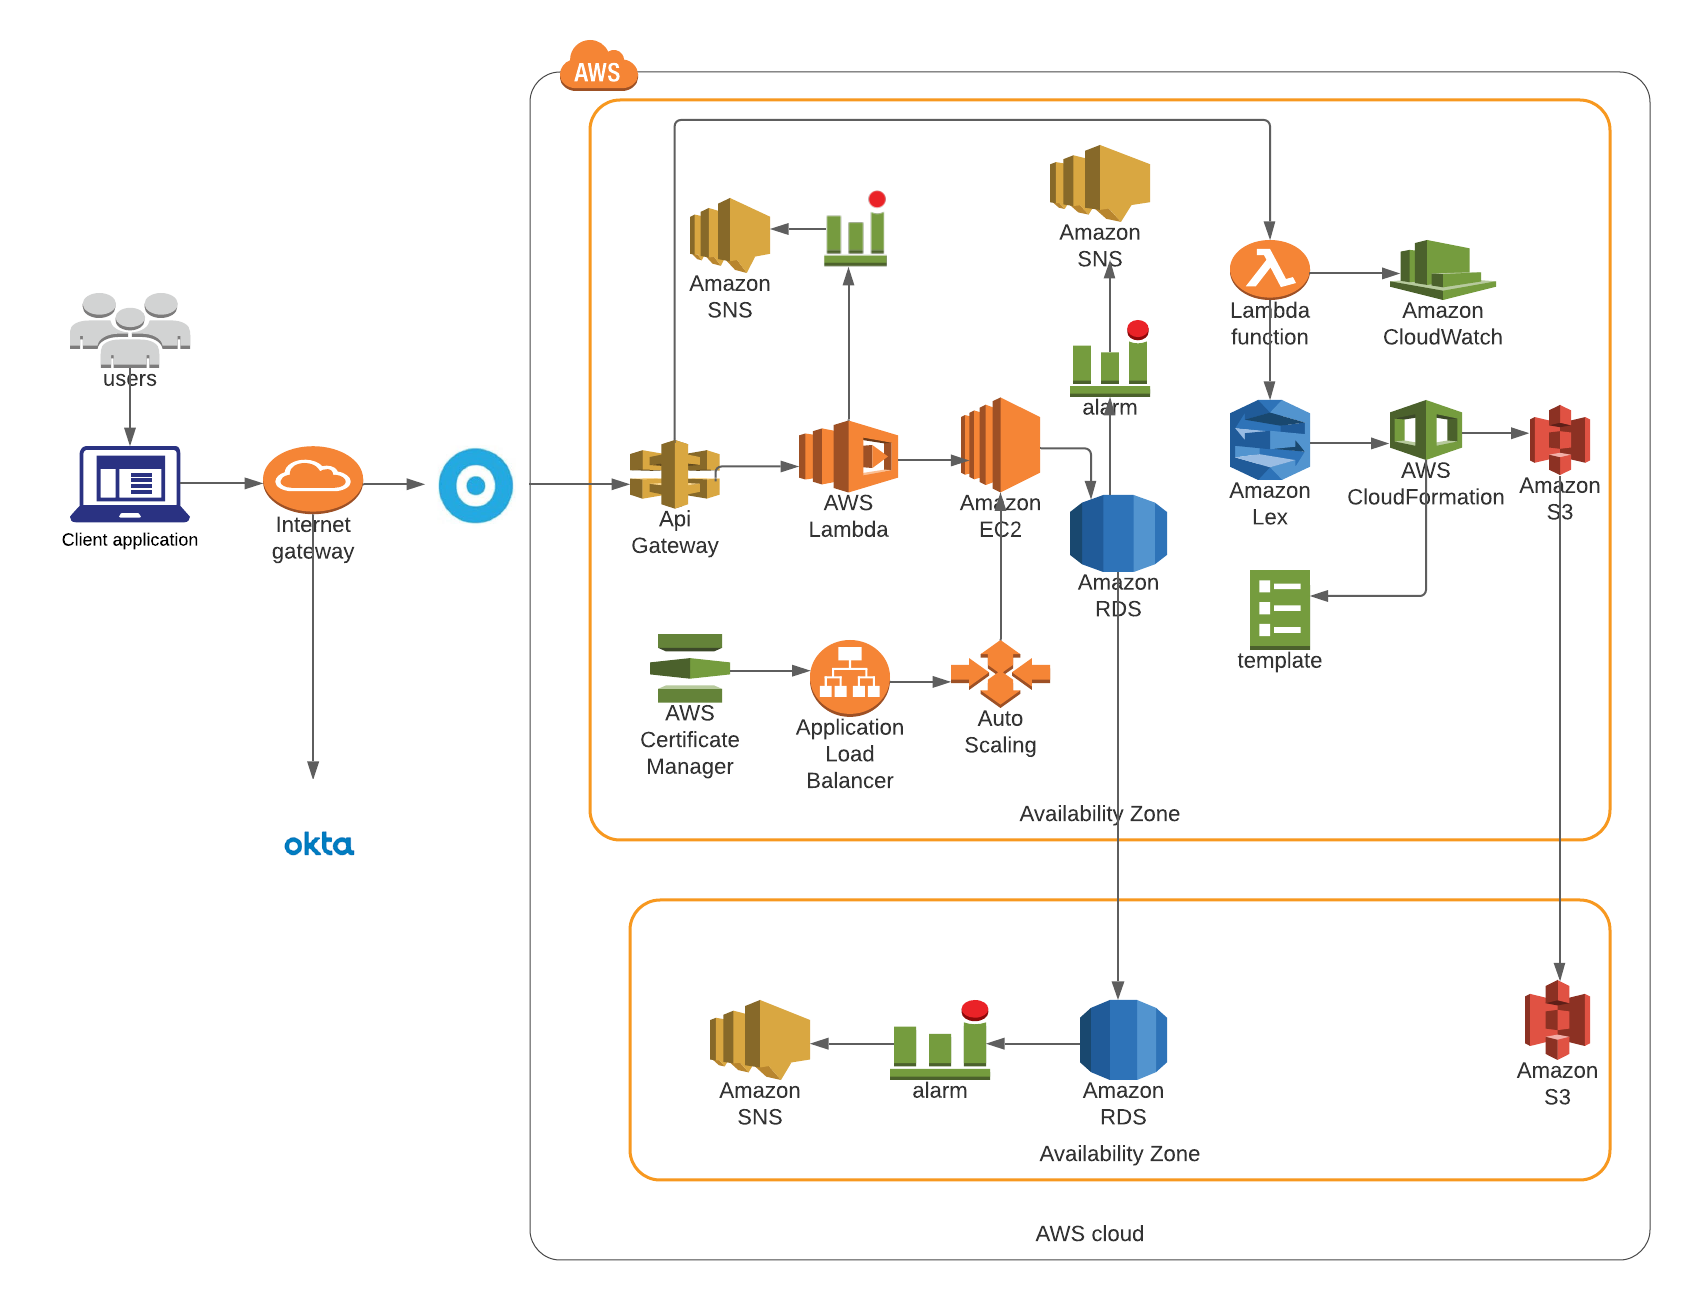 AWS
Amazon
SNS
Amazon
SNS
Lambda
function
Amazon
CloudWatch
users
alarm
Client application
Internet
gateway
Api
Gateway
AWS
Lambda
Amazon
EC2
Amazon
RDS
Amazon
Lex
AWS
CloudFormation
Amazon
S3
template
AWS
Certificate
Manager
Application
Load
Balancer
Auto
Scaling
Availability Zone
okta
Amazon
SNS
alarm
Amazon
RDS
Amazon
S3
Availability Zone
AWS cloud